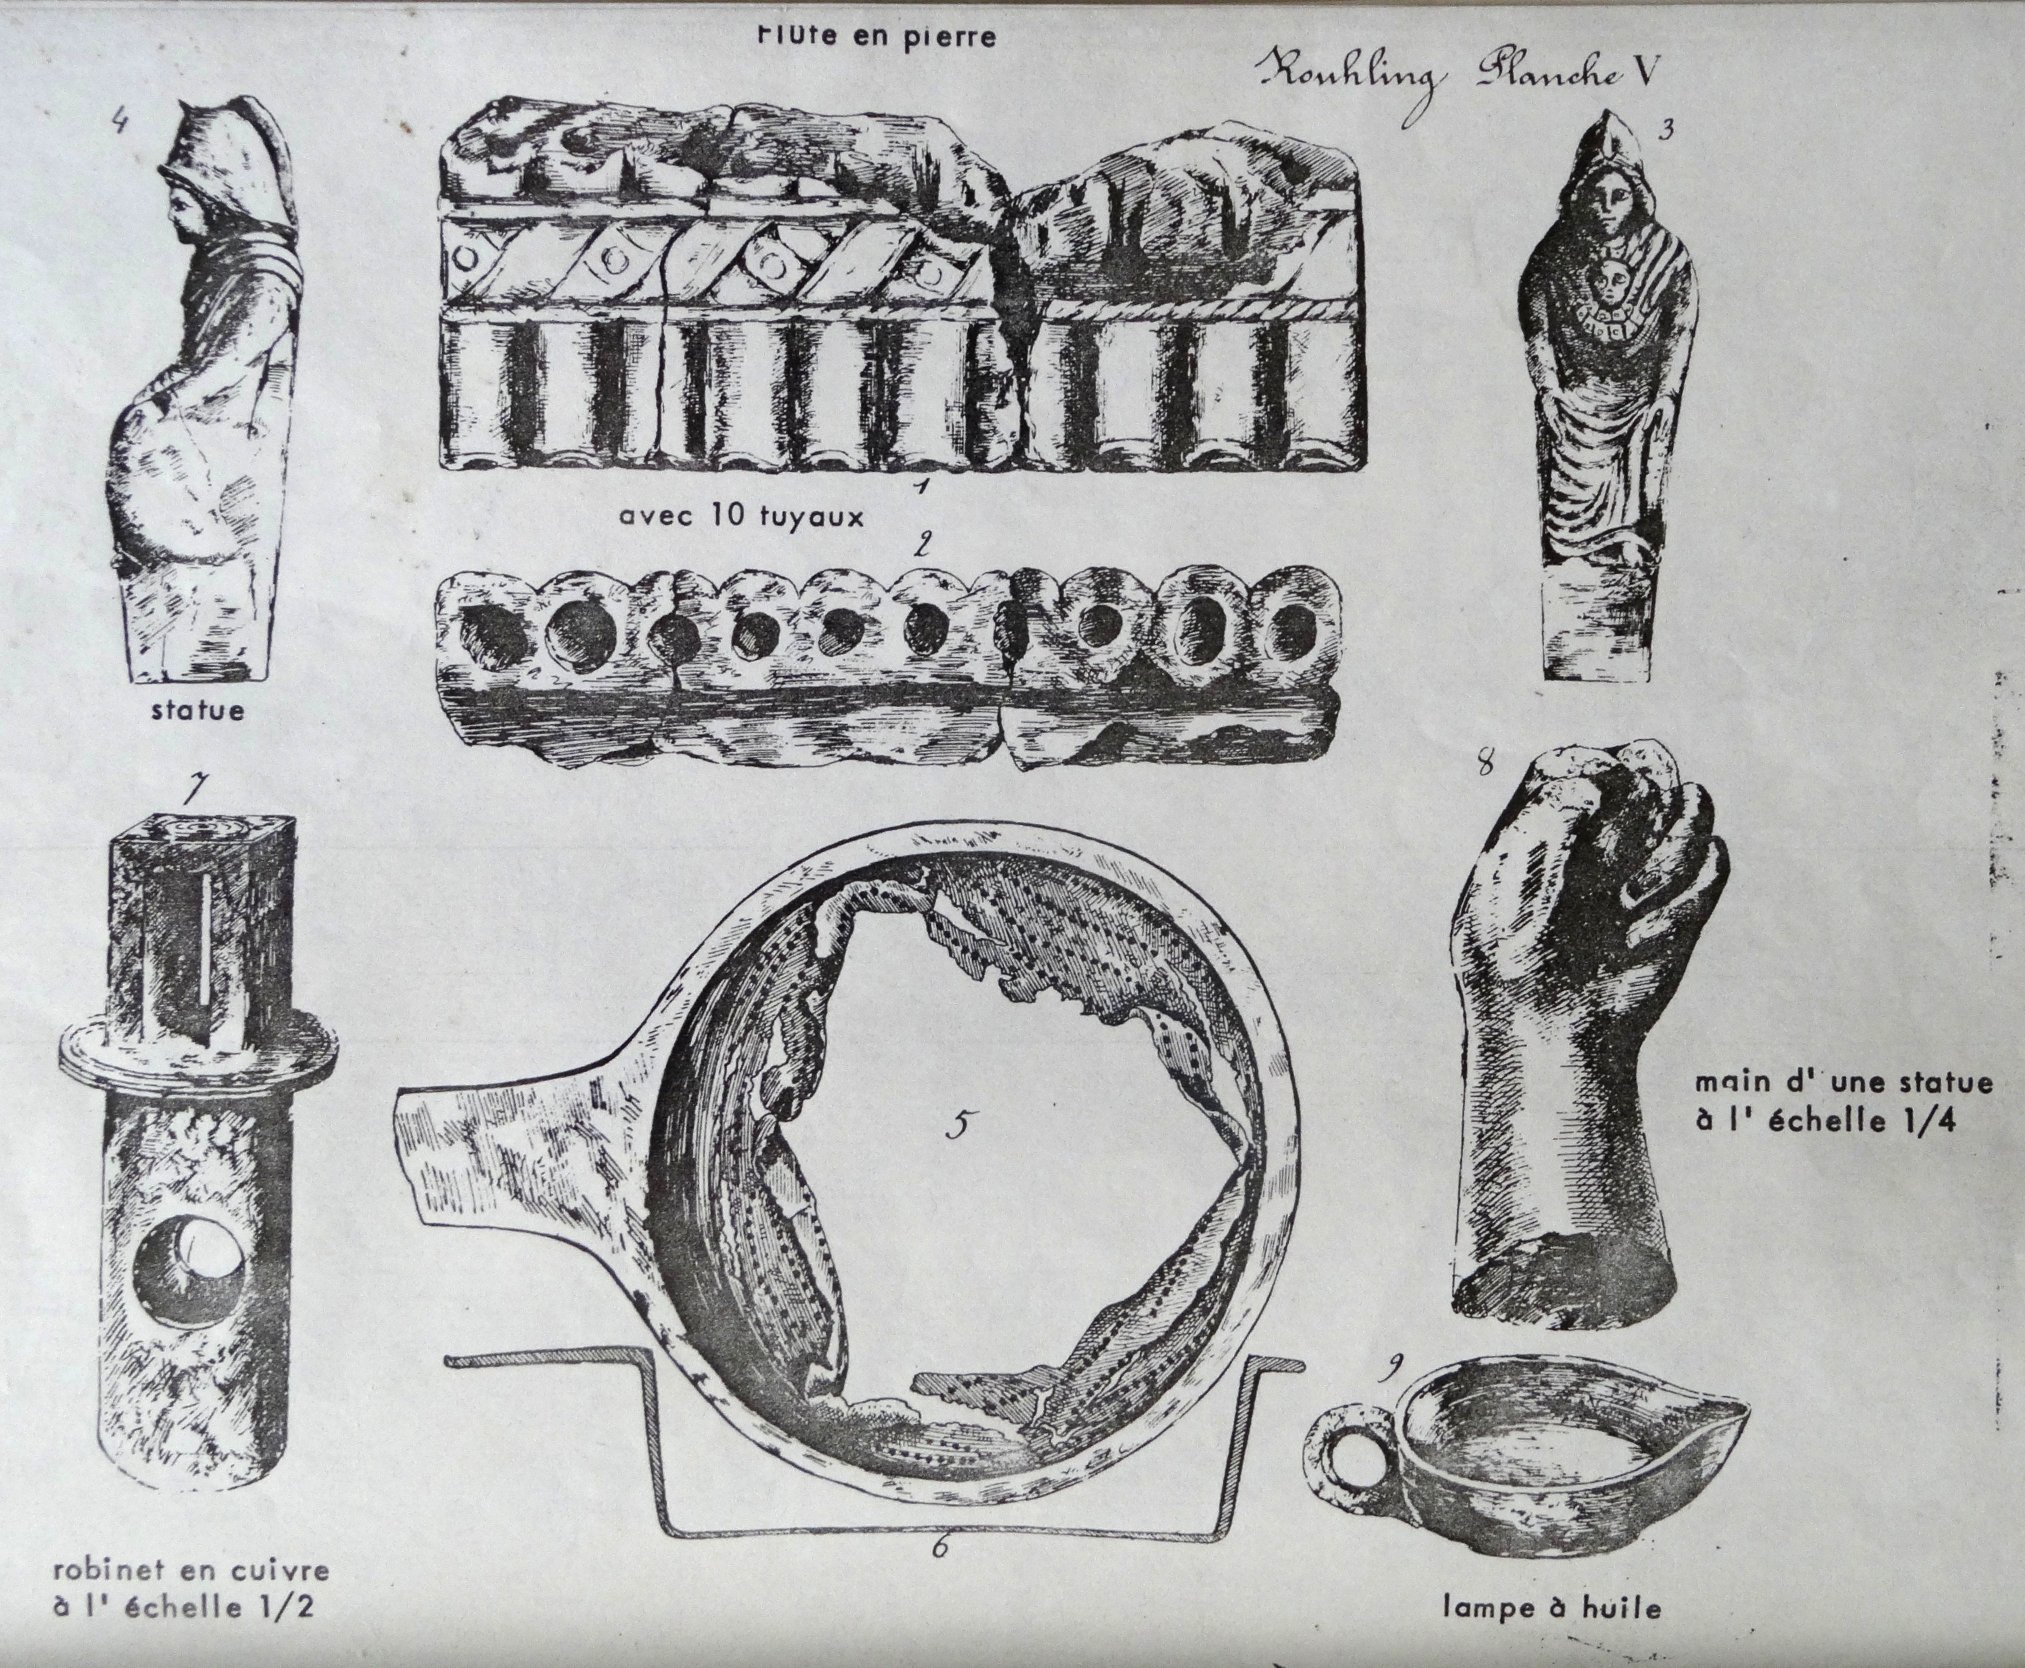 Flûte en pierre
Rouhling Planche V
4
3
1
avec 10 tuyaux
2
statue
7
8
5
main d' une statue
à l' échelle 1/4
9
6
robinet en cuivre
à l' échelle 1/2
lampe à huile